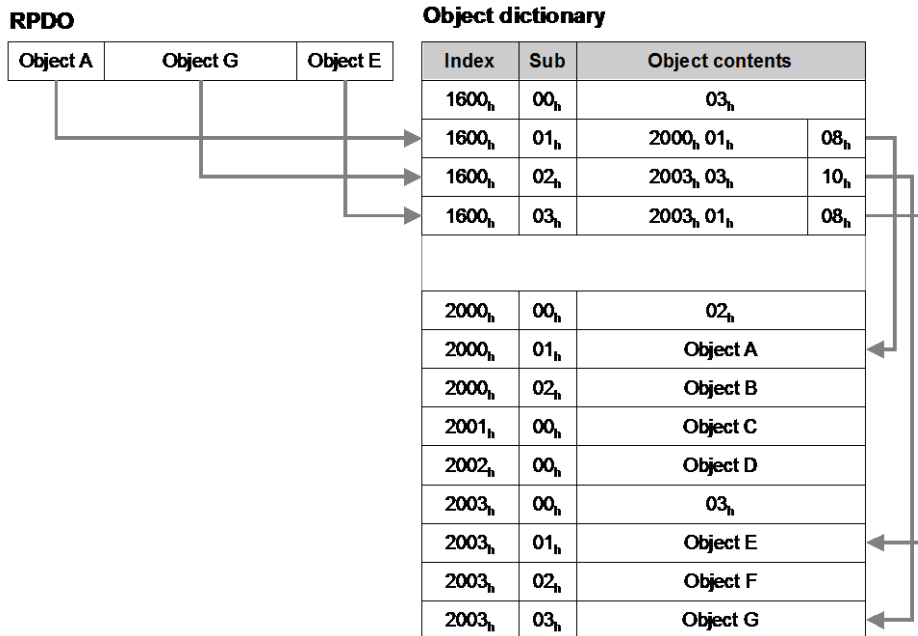 RPDO
Object A Object G Object E
Object dictionary
Index Sub Object contents
1600h 00h 03h
1600h 01h 2000h 01h 08h
1600h 02h 2003h 03h 10h
1600h 03h 2003h 01h 08h
2000h 00h 02h
2000h 01h Object A
2000h 02h Object B
2001h 00h Object C
2002h 00h Object D
2003h 00h 03h
2003h 01h Object E
2003h 02h Object F
2003h 03h Object G